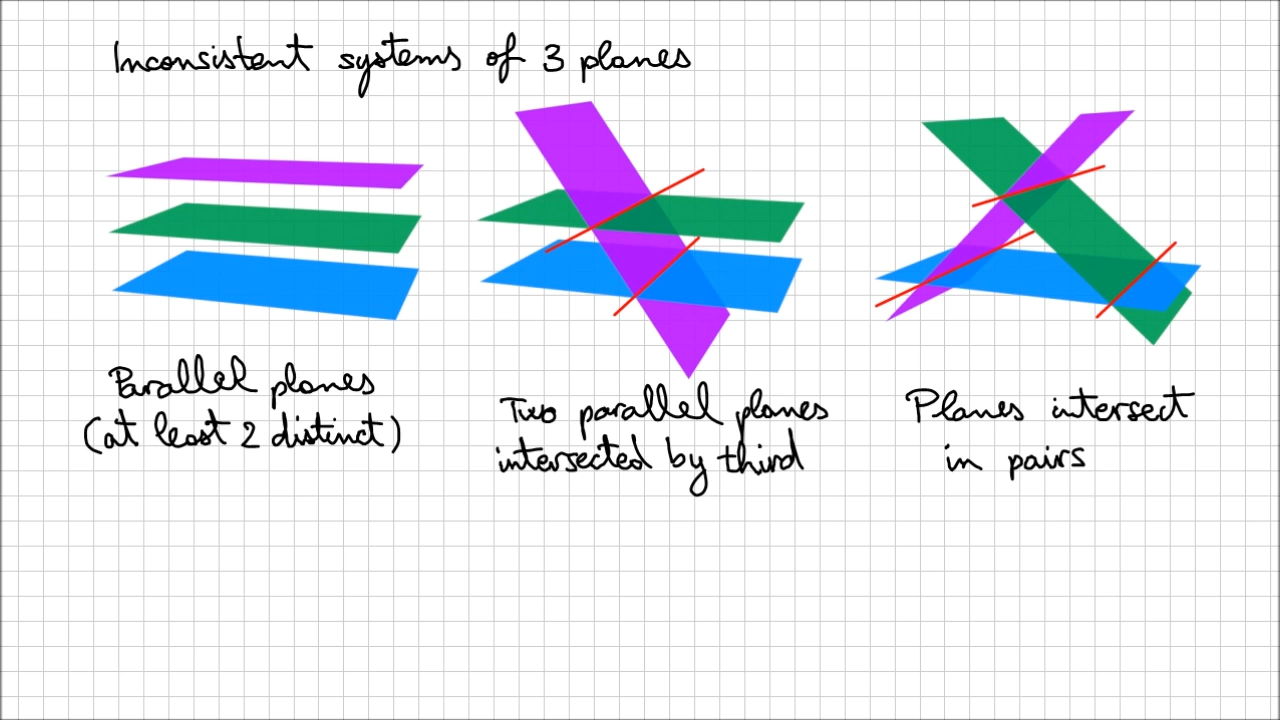 Inconsistent systems of 3 planes
Parallel planes
(at least 2 distinct)
Two parallel planes
intersected by third
Planes intersect
in pairs